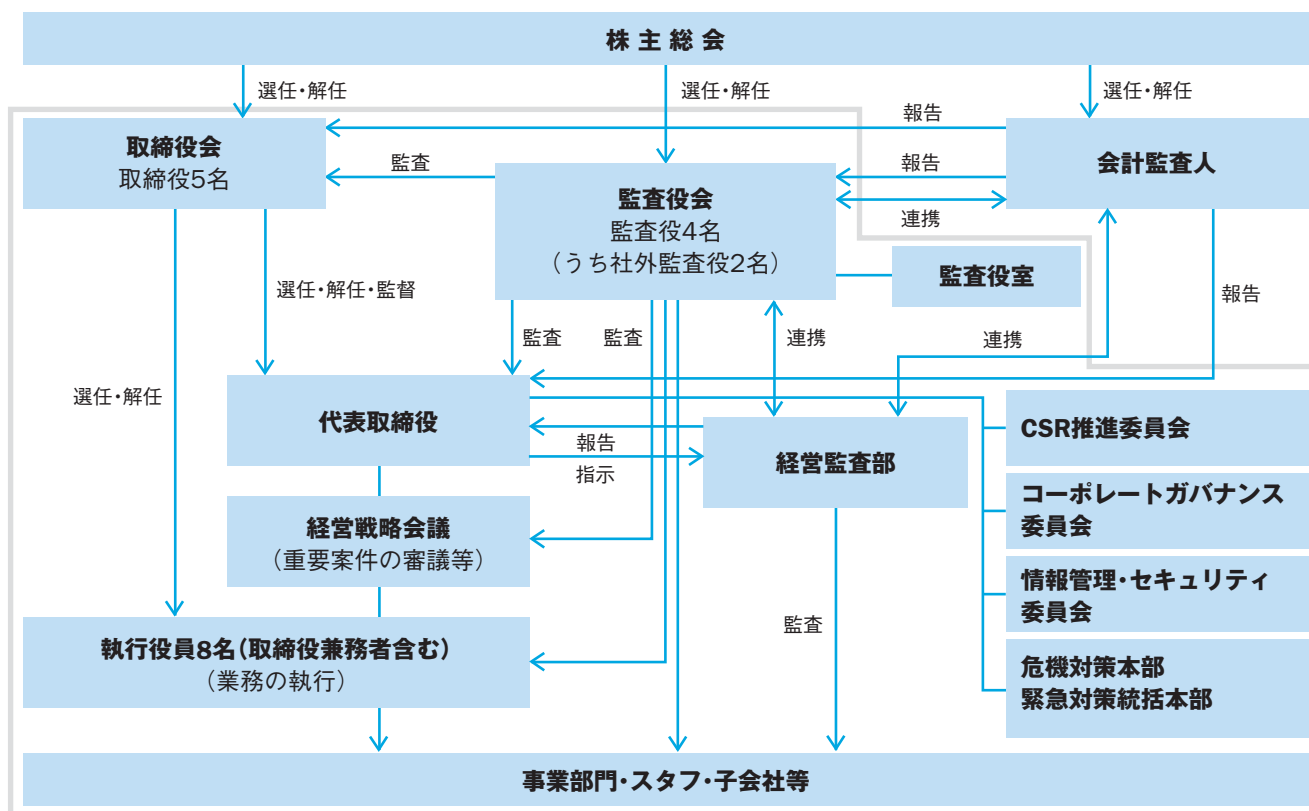 株主総会
選任・解任
選任・解任
選任・解任
取締役会
取締役5名
報告
会計監査人
監査
報告
監査役会
監査役4名
（うち社外監査役2名）
連携
監査役室
選任・解任・監督
報告
監査
監査
連携
連携
選任・解任
代表取締役
報告
指示
経営監査部
CSR推進委員会
コーポレートガバナンス
委員会
経営戦略会議
（重要案件の審議等）
情報管理・セキュリティ
委員会
監査
執行役員8名（取締役兼務者含む）
（業務の執行）
危機対策本部
緊急対策統括本部
事業部門・スタッフ・子会社等